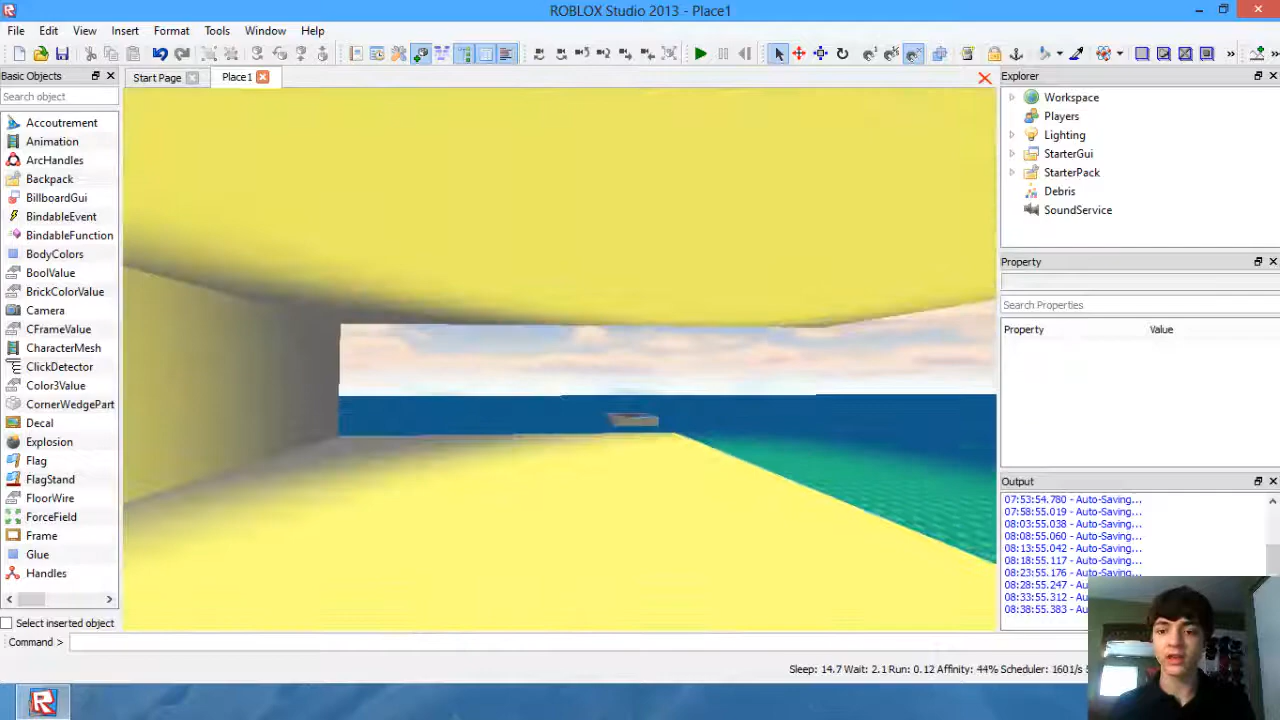 ROBLOX Studio 2013 - Place1
File Edit View Insert Format Tools Window Help
Basic Objects
Start Page
Place1
Search object
Accoutrement
Animation
ArcHandles
Backpack
BillboardGui
BindableEvent
BindableFunction
BodyColors
BoolValue
BrickColorValue
Camera
CFrameValue
CharacterMesh
ClickDetector
Color3Value
CornerWedgePart
Decal
Explosion
Flag
FlagStand
FloorWire
ForceField
Frame
Glue
Handles
Select inserted object
Command >
Explorer
Workspace
Players
Lighting
StarterGui
StarterPack
Debris
SoundService
Property
Search Properties
Property Value
Output
07:53:54.780 - Auto-Saving...
07:58:55.019 - Auto-Saving...
08:03:55.038 - Auto-Saving...
08:08:55.060 - Auto-Saving...
08:13:55.042 - Auto-Saving...
08:18:55.117 - Auto-Saving...
08:23:55.176 - Auto-Saving...
08:28:55.247 - Auto-Saving...
08:33:55.312 - Auto-Saving...
08:38:55.383 - Auto-Saving...
Sleep: 14.7 Wait: 2.1 Run: 0.12 Affinity: 44% Scheduler: 1601/s